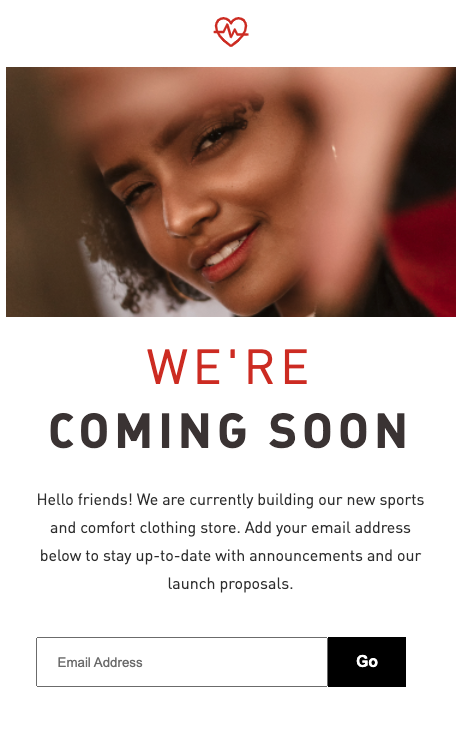 WE'RE
COMING SOON
Hello friends! We are currently building our new sports
and comfort clothing store. Add your email address
below to stay up-to-date with announcements and our
launch proposals.
Email Address
Go